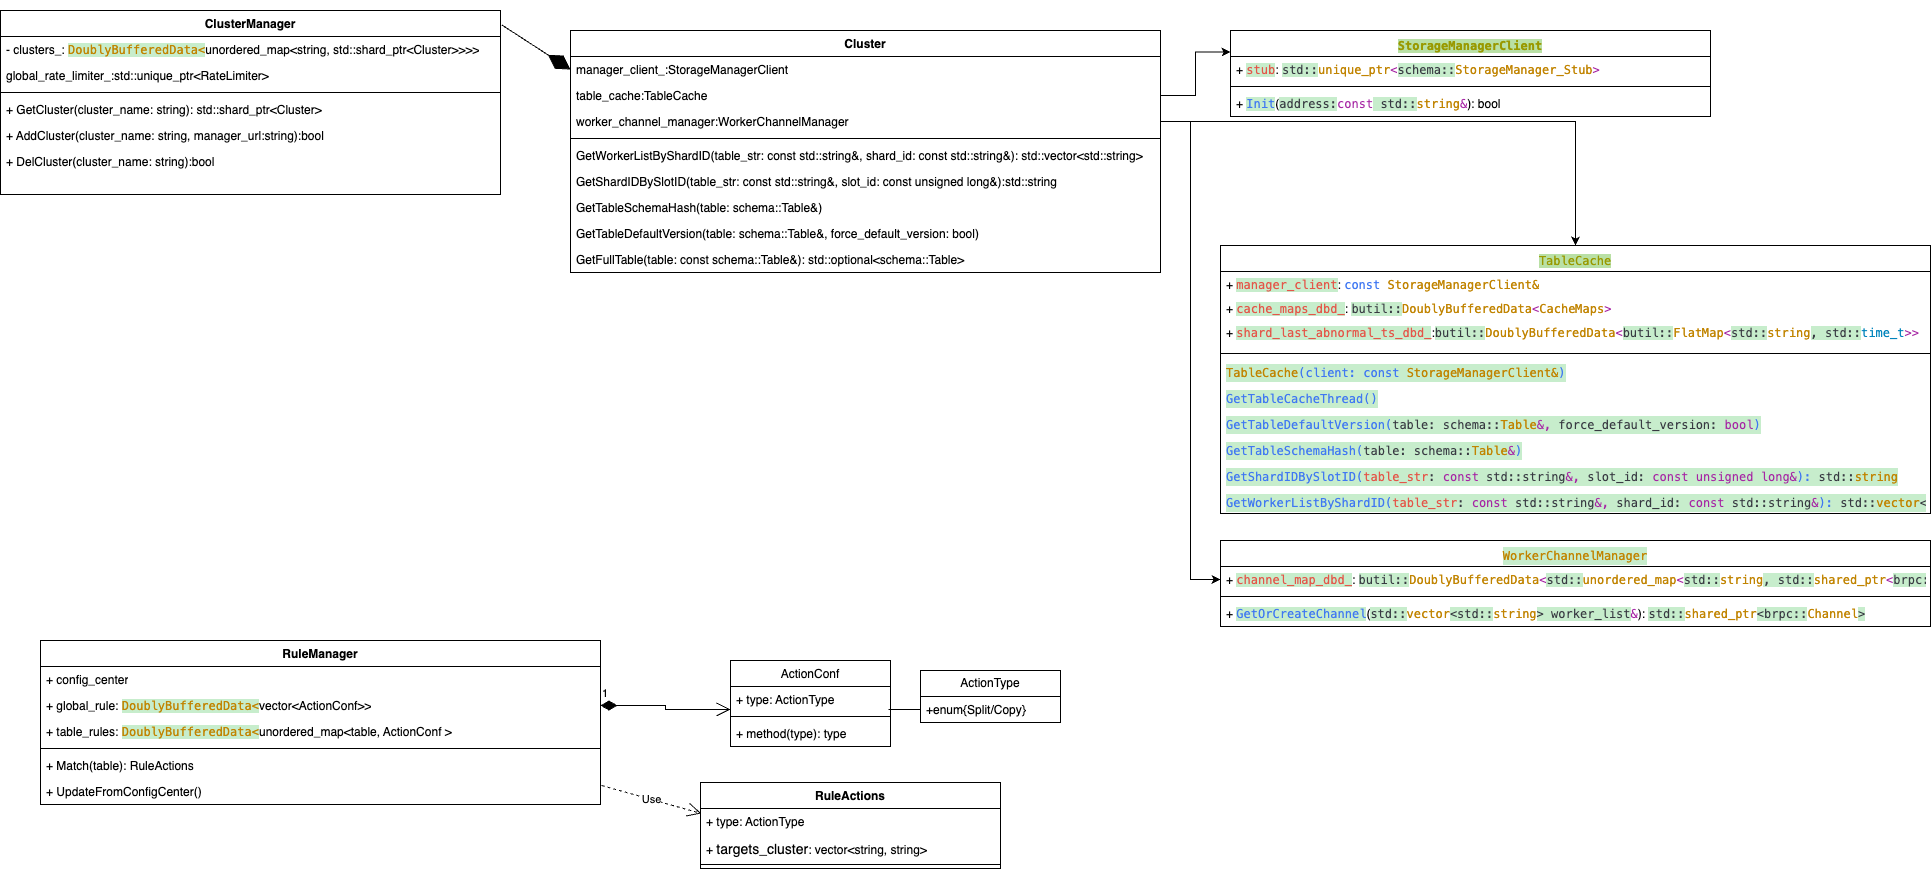 ClusterManager
- clusters_: DoublyBufferedData<unordered_map<string, std::shard_ptr<Cluster>>>>
global_rate_limiter_:std::unique_ptr<RateLimiter>
+ GetCluster(cluster_name: string): std::shard_ptr<Cluster>
+ AddCluster(cluster_name: string, manager_url:string):bool
+ DelCluster(cluster_name: string):bool
Cluster
manager_client_:StorageManagerClient
table_cache:TableCache
worker_channel_manager:WorkerChannelManager
GetWorkerListByShardID(table_str: const std::string&, shard_id: const std::string&): std::vector<std::string>
GetShardIDBySlotID(table_str: const std::string&, slot_id: const unsigned long&):std::string
GetTableSchemaHash(table: schema::Table&)
GetTableDefaultVersion(table: schema::Table&, force_default_version: bool)
GetFullTable(table: const schema::Table&): std::optional<schema::Table>
StorageManagerClient
+ stub: std::unique_ptr<schema::StorageManager_Stub>
+ Init(address:const std::string&): bool
TableCache
+ manager_client: const StorageManagerClient&
+ cache_maps_dbd_: butil::DoublyBufferedData<CacheMaps>
+ shard_last_abnormal_ts_dbd_:butil::DoublyBufferedData<butil::FlatMap<std::string, std::time_t>>
TableCache(client: const StorageManagerClient&)
GetTableCacheThread()
GetTableDefaultVersion(table: schema::Table&, force_default_version: bool)
GetTableSchemaHash(table: schema::Table&)
GetShardIDBySlotID(table_str: const std::string&, slot_id: const unsigned long&): std::string
GetWorkerListByShardID(table_str: const std::string&, shard_id: const std::string&): std::vector<
WorkerChannelManager
+ channel_map_dbd_: butil::DoublyBufferedData<std::unordered_map<std::string, std::shared_ptr<brpc:
+ GetOrCreateChannel(std::vector<std::string> worker_list&): std::shared_ptr<brpc::Channel>
RuleManager
+ config_center
+ global_rule: DoublyBufferedData<vector<ActionConf>>
+ table_rules: DoublyBufferedData<unordered_map<table, ActionConf >
+ Match(table): RuleActions
+ UpdateFromConfigCenter()
1
ActionConf
+ type: ActionType
+ method(type): type
ActionType
+enum{Split/Copy}
Use
RuleActions
+ type: ActionType
+ targets_cluster: vector<string, string>